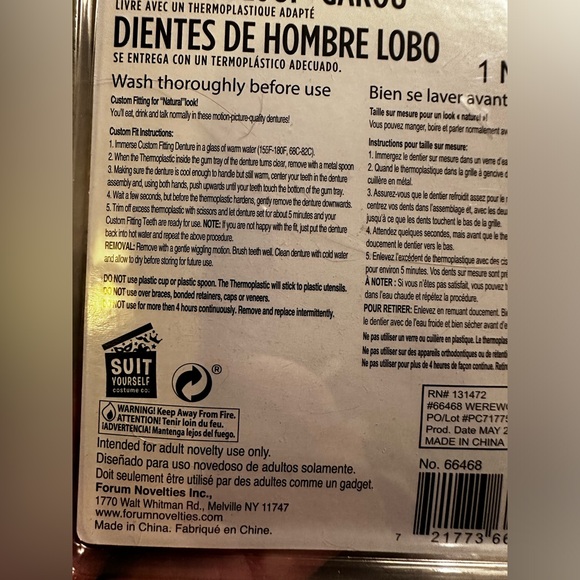 LIVRE AVEC UN THERMOPLASTIQUE ADAPTÉ
DIENTES DE HOMBRE LOBO
SE ENTREGA CON UN TERMOPLÁSTICO ADECUADO.
Wash thoroughly before use
Custom Fitting for "Natural" look!
You'll eat, drink and talk normally in these motion-picture-quality dentures!
Custom Fit Instructions:
1. Immerse Custom Fitting Denture in a glass of warm water (155F-180F, 68C-82C).
2. When the Thermoplastic inside the gum tray of the denture turns clear, remove with a metal spoon
3. Making sure the denture is cool enough to handle but still warm, center your teeth in the denture
assembly and, using both hands, push upwards until your teeth touch the bottom of the gum tray.
4. Wait a few seconds, but before the thermoplastic hardens, gently remove the denture downwards.
5. Trim off excess thermoplastic with scissors and let denture set for about 5 minutes and your
Custom Fitting Teeth are ready for use. NOTE: If you are not happy with the fit, just put the denture
back into hot water and repeat the above procedure.
REMOVAL: Remove with a gentle wiggling motion. Brush teeth well. Clean denture with cold water
and allow to dry before storing for future use.
DO NOT use plastic cup or plastic spoon. The Thermoplastic will stick to plastic utensils.
DO NOT use over braces, bonded retainers, caps or veneers.
DO NOT use for more then 4 hours continuously. Remove and replace intermittently.
SUIT
YOURSELF
costume co.
®
WARNING! Keep Away From Fire.
ATTENTION! Tenir loin du feu.
¡ADVERTENCIA! Mantenga lejos del fuego.
Intended for adult novelty use only.
Diseñado para uso novedoso de adultos solamente.
Doit seulement être utilisé par des adultes comme un gadget.
Forum Novelties Inc.,
1770 Walt Whitman Rd., Melville NY 11747
www.forumnovelties.com
Made in China. Fabriqué en Chine.
1
Bien se laver avant
Taille sur mesure pour un look « naturel »!
Vous pouvez manger, boire et parler normalement
Instructions pour taille sur mesure:
1. Immergez le dentier sur mesure dans un verre
2. Quand le thermoplastique dans la grille à gencive
cuillère en métal.
3. Assurez-vous que le dentier refroidit assez pour le
centrez vos dents dans l'assemblage et, avec les
jusqu'à ce que les dents touchent le bas de la grille.
4. Attendez quelques secondes, mais avant que le
doucement le dentier vers le bas.
5. Enlevez l'excédent de thermoplastique avec des
pour environ 5 minutes. Vos dents sur mesure sont
À NOTER : Si vous n'êtes pas satisfait, vous pouvez
dans l'eau chaude et répétez la procédure.
POUR RETIRER: Enlevez en remuant doucement.
le dentier avec de l'eau froide et bien sécher avant
Ne pas utiliser un verre ou cuillère en plastique. Le
Ne pas utiliser sur des appareils orthodontiques ou de
Ne pas utiliser pour plus de 4 heures de façon continue.
RN# 131472
#66468
PO/Lot #PC7177
Prod. Date MAY
MADE IN CHINA
No. 66468
7 21773 66